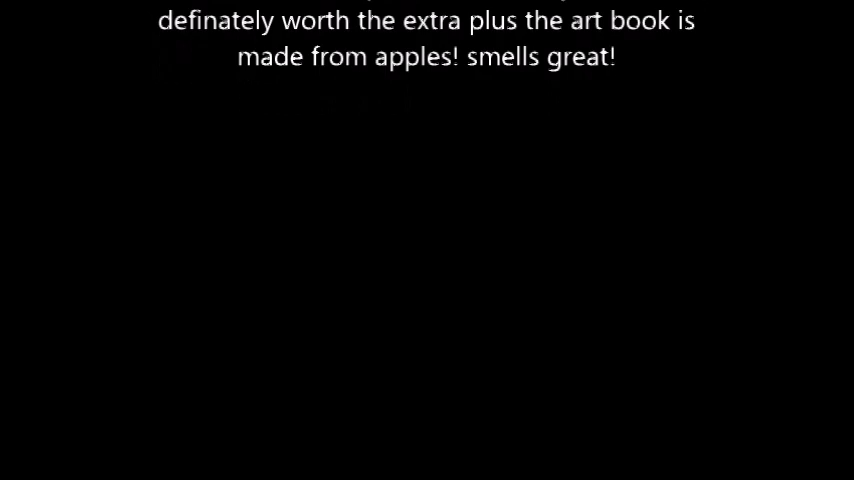 definately worth the extra plus the art book is
made from apples! smells great!